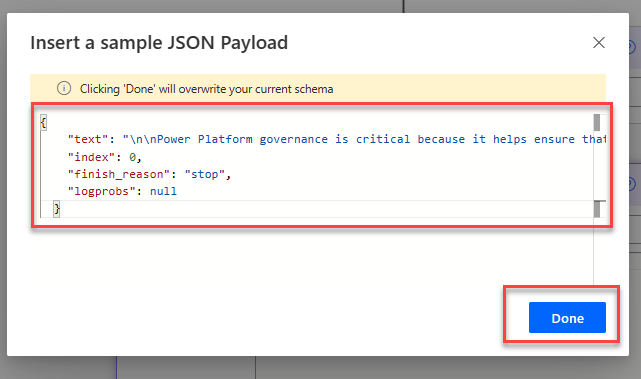 Insert a sample JSON Payload
Clicking 'Done' will overwrite your current schema
{
"text": "\n\nPower Platform governance is critical because it helps ensure that
"index": 0,
"finish_reason": "stop",
"logprobs": null
}
Done